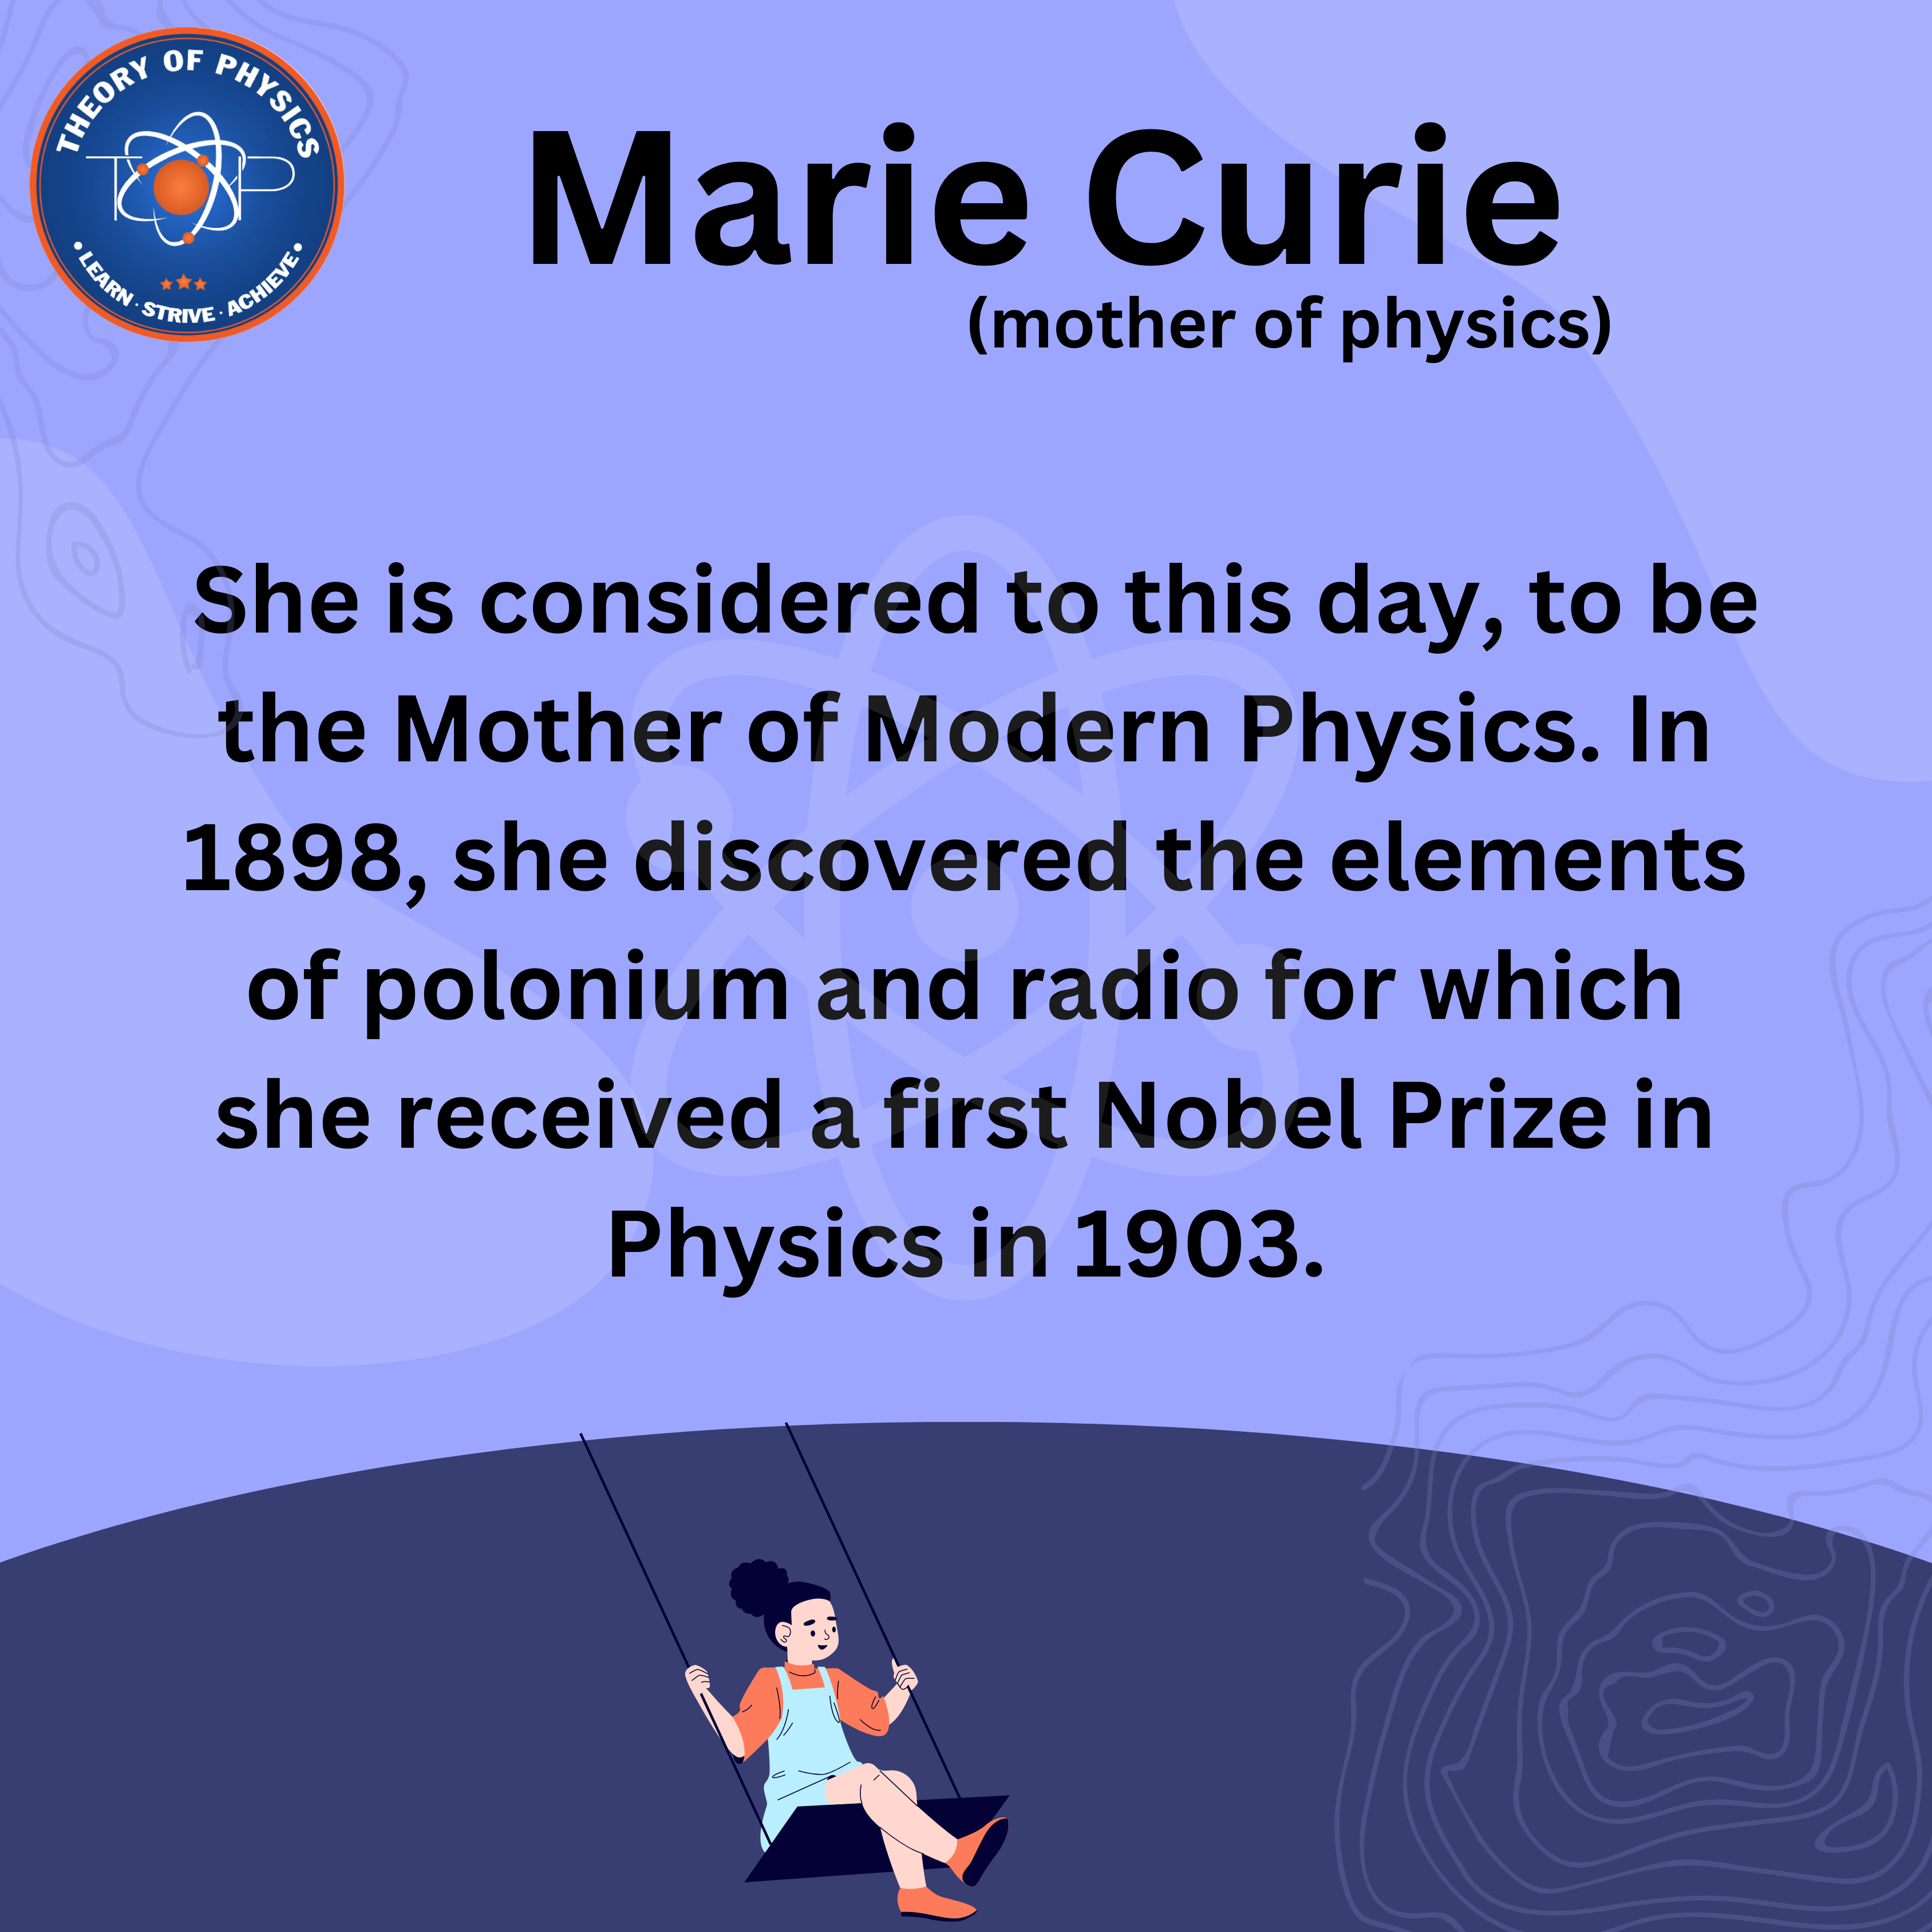 THEORY OF PHYSICS
T P
LEARN · STRIVE · ACHIEVE
Marie Curie
(mother of physics)
She is considered to this day, to be
the Mother of Modern Physics. In
1898, she discovered the elements
of polonium and radio for which
she received a first Nobel Prize in
Physics in 1903.